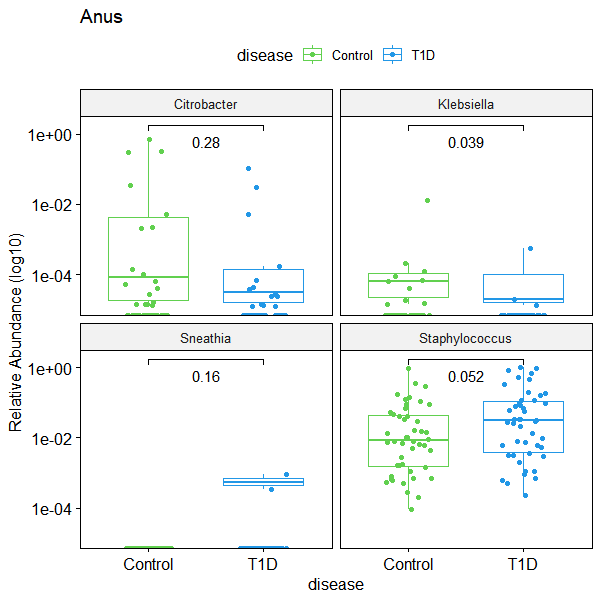 Anus
disease Control T1D
Citrobacter Klebsiella
1e+00
0.28 0.039
1e-02
1e-04
Relative Abundance (log10)
Sneathia Staphylococcus
1e+00
0.16 0.052
1e-02
1e-04
Control T1D Control T1D
disease